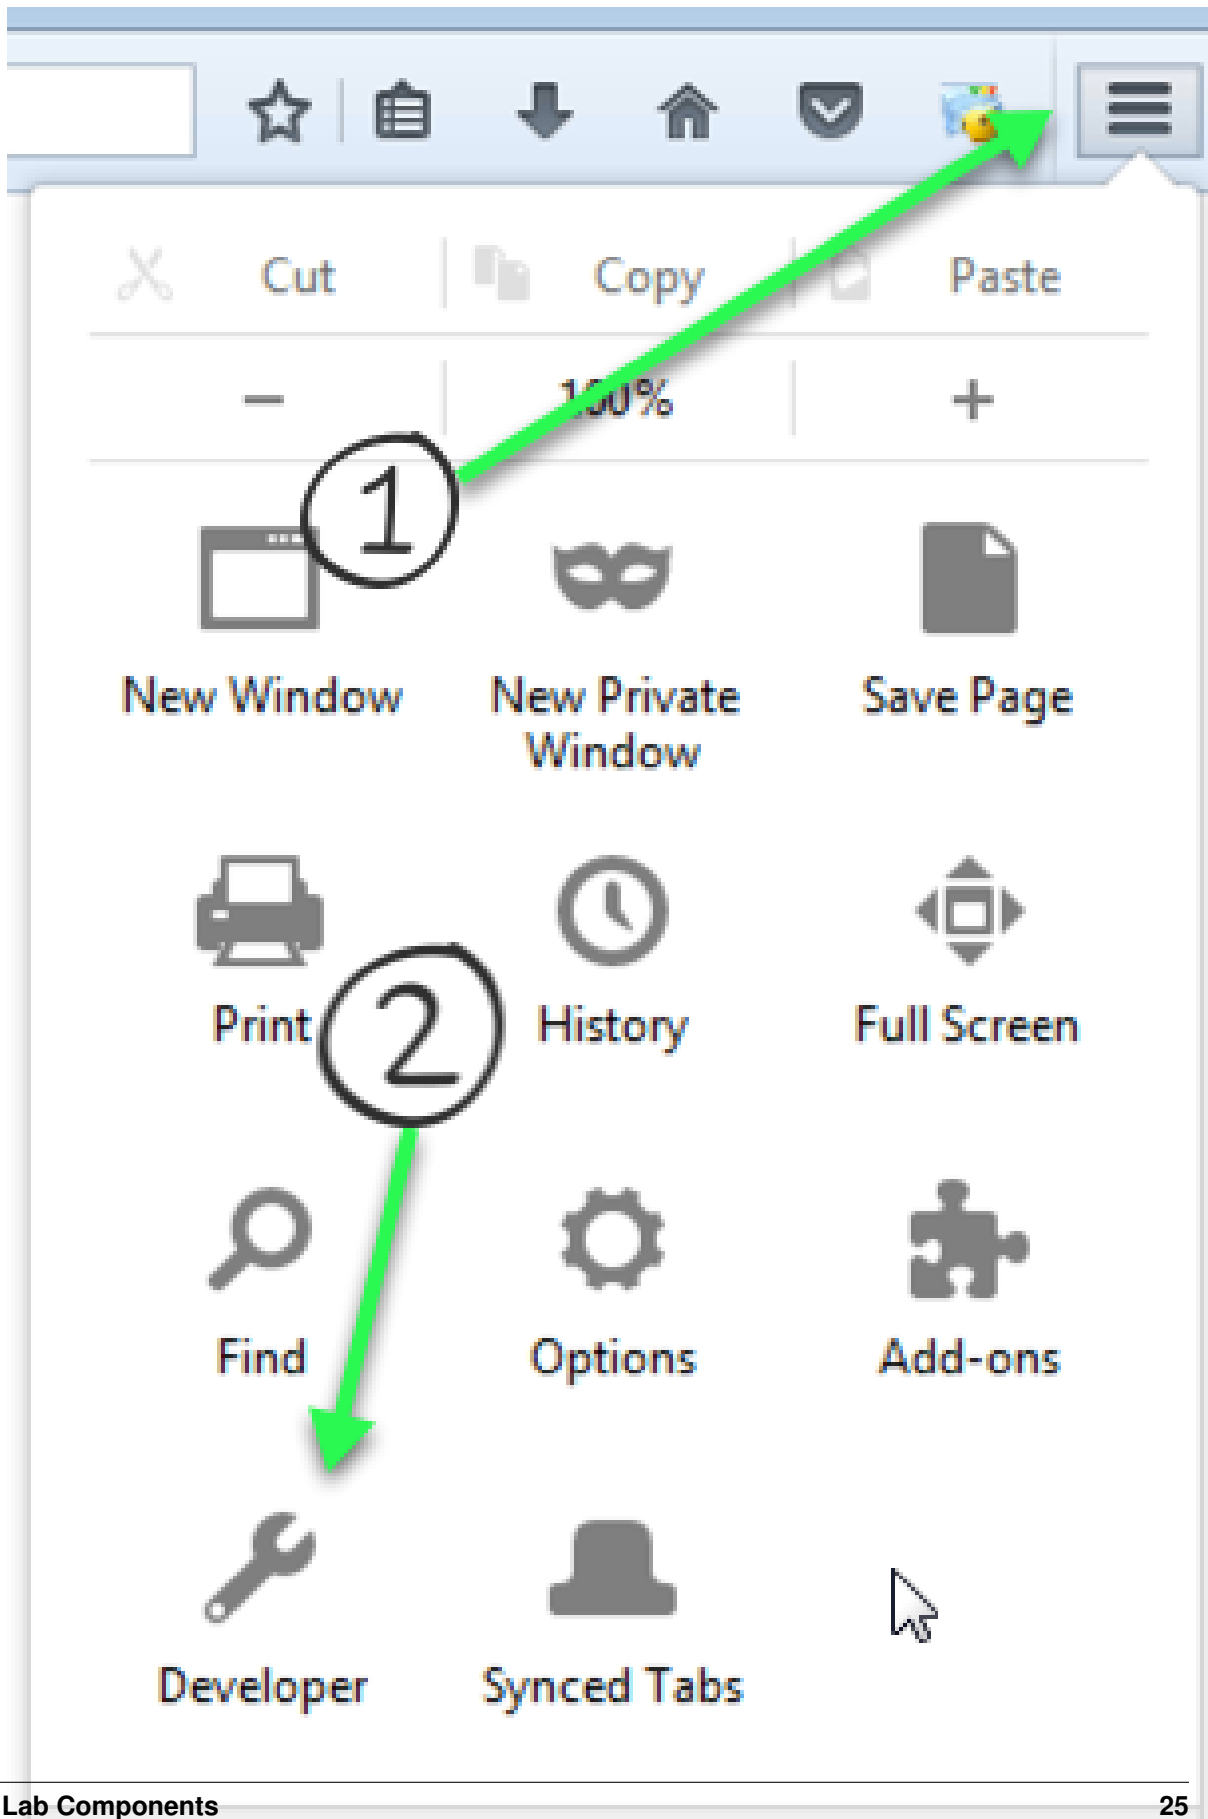 Cut Copy Paste
100%
1
New Window New Private Window Save Page
2
Print History Full Screen
Find Options Add-ons
Developer Synced Tabs
Lab Components 25